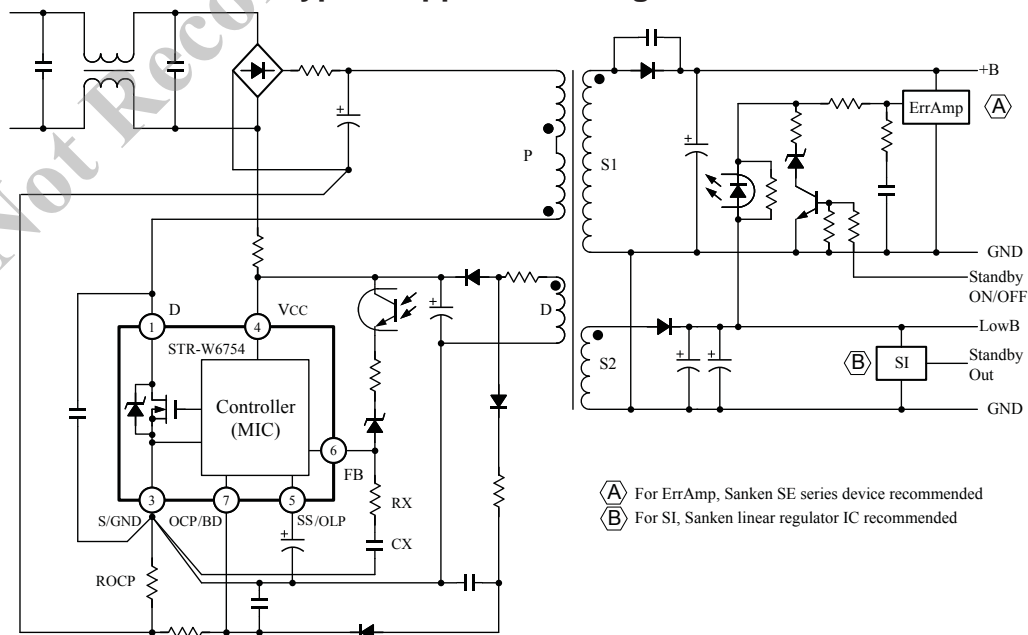 Not Reco
P
S1
+B
ErrAmp
A
GND
Standby
ON/OFF
D
VCC
1
4
STR-W6754
D
S2
LowB
B
SI
Standby
Out
GND
Controller
(MIC)
6
FB
3
7
5
S/GND
OCP/BD
SS/OLP
RX
CX
ROCP
A For ErrAmp, Sanken SE series device recommended
B For SI, Sanken linear regulator IC recommended